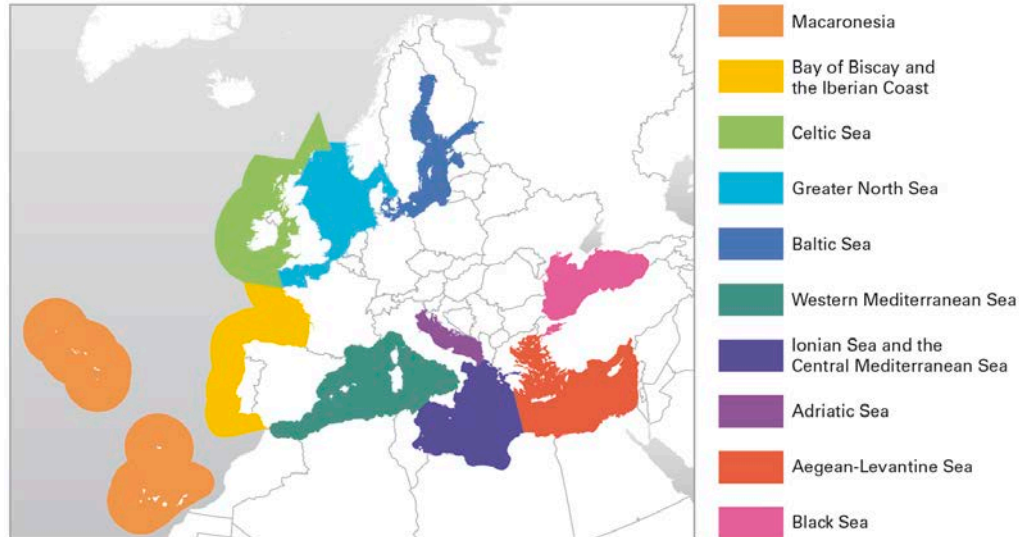 Macaronesia
Bay of Biscay and
the Iberian Coast
Celtic Sea
Greater North Sea
Baltic Sea
Western Mediterranean Sea
Ionian Sea and the
Central Mediterranean Sea
Adriatic Sea
Aegean-Levantine Sea
Black Sea